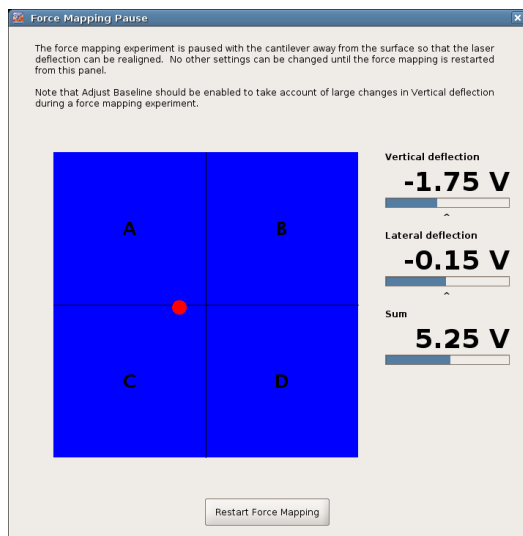 Force Mapping Pause
The force mapping experiment is paused with the cantilever away from the surface so that the laser
deflection can be realigned.  No other settings can be changed until the force mapping is restarted
from this panel.
Note that Adjust Baseline should be enabled to take account of large changes in Vertical deflection
during a force mapping experiment.
Vertical deflection
-1.75 V
^
A
B
Lateral deflection
-0.15 V
^
Sum
5.25 V
C
D
Restart Force Mapping